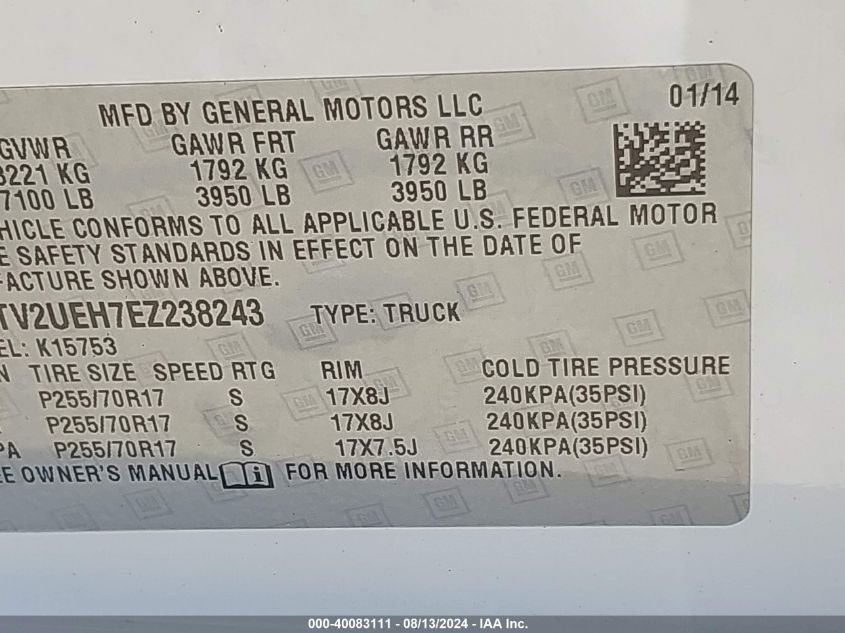 MFD BY GENERAL MOTORS LLC 01/14
GVWR GAWR FRT GAWR RR
3221 KG 1792 KG 1792 KG
7100 LB 3950 LB 3950 LB
HICLE CONFORMS TO ALL APPLICABLE U.S. FEDERAL MOTOR
E SAFETY STANDARDS IN EFFECT ON THE DATE OF
FACTURE SHOWN ABOVE.
TV2UEH7EZ238243 TYPE: TRUCK
EL: K15753
N TIRE SIZE SPEED RTG RIM COLD TIRE PRESSURE
P255/70R17 S 17X8J 240KPA(35PSI)
P255/70R17 S 17X8J 240KPA(35PSI)
PA P255/70R17 S 17X7.5J 240KPA(35PSI)
EE OWNER'S MANUAL i FOR MORE INFORMATION.
000-40083111 - 08/13/2024 - IAA Inc.